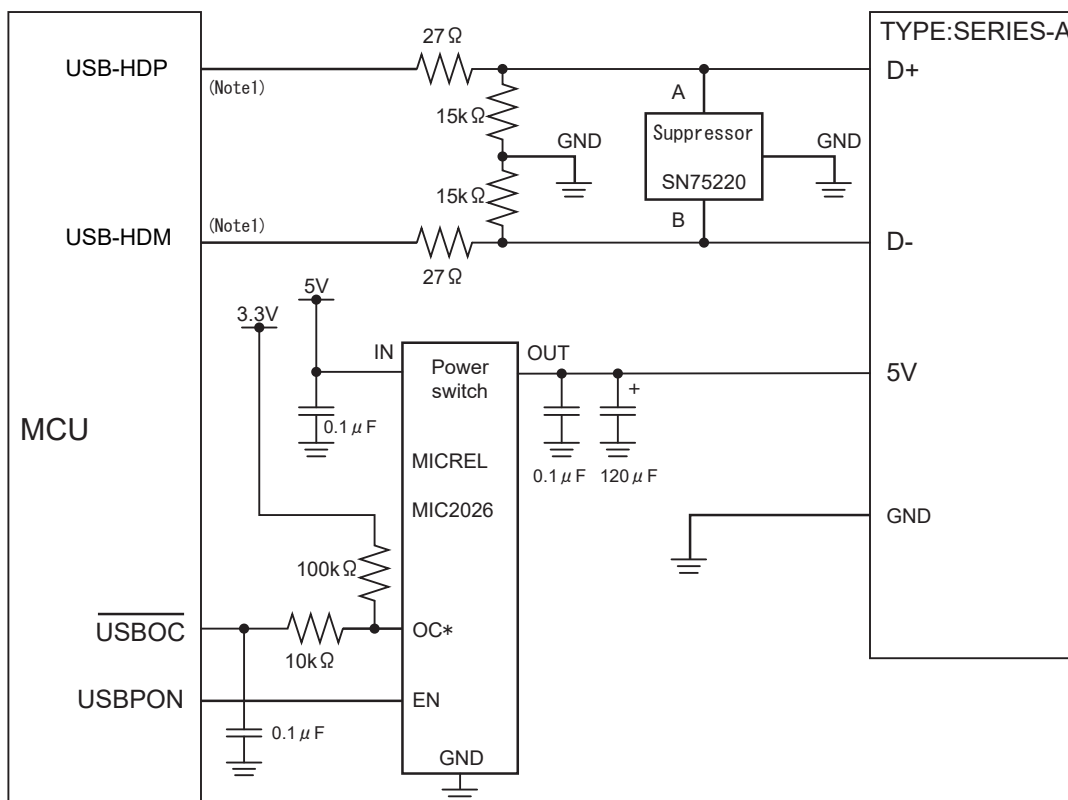 TYPE:SERIES-A
27Ω
USB-HDP
(Note1)
D+
A
15kΩ
GND
Suppressor
GND
SN75220
15kΩ
B
USB-HDM
(Note1)
D-
27Ω
5V
3.3V
IN
OUT
Power
switch
5V
MCU
0.1μF
MICREL
0.1μF
120μF
+
MIC2026
GND
100kΩ
USBOC
OC*
10kΩ
USBPON
EN
0.1μF
GND